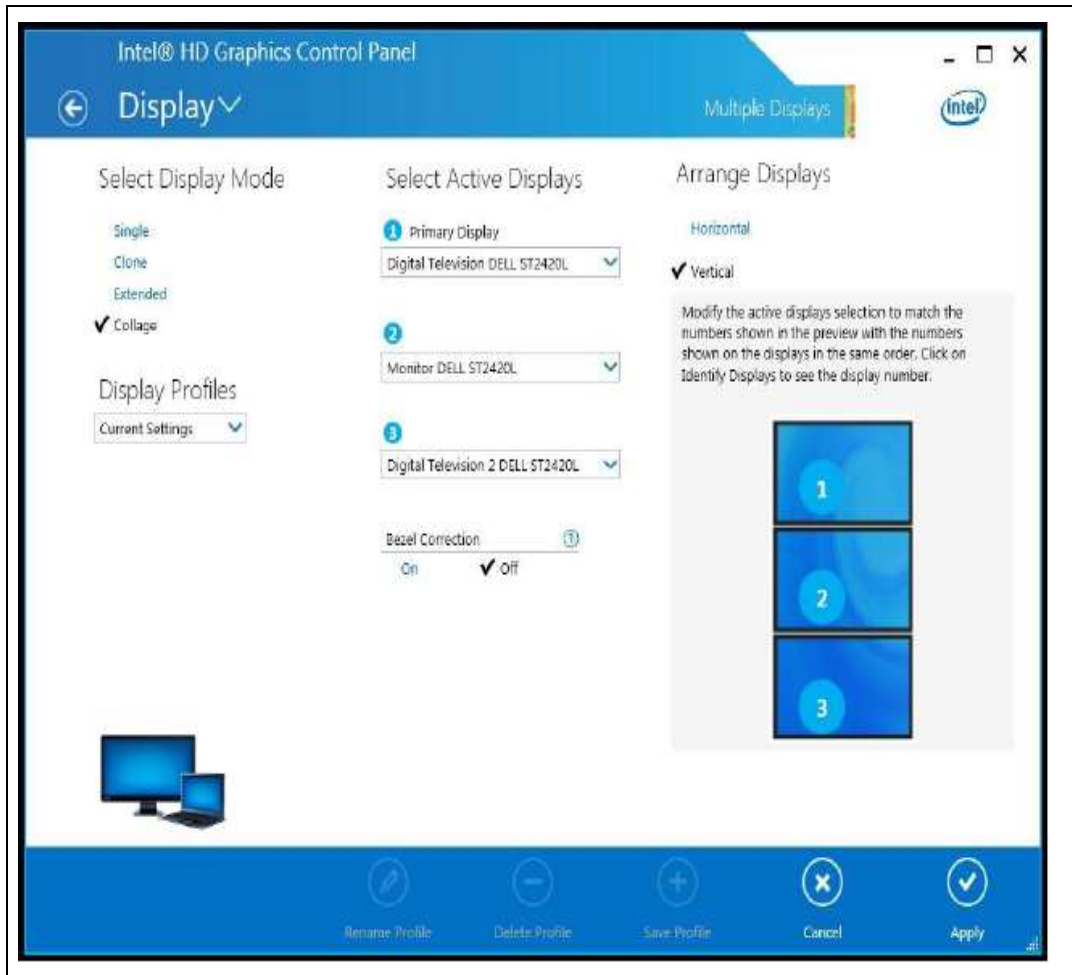 Intel® HD Graphics Control Panel
Display
Multiple Displays
intel
Select Display Mode
Single
Clone
Extended
Collage
Display Profiles
Current Settings
Select Active Displays
1 Primary Display
Digital Television DELL ST2420L
2
Monitor DELL ST2420L
3
Digital Television 2 DELL ST2420L
Bezel Correction ?
On Off
Arrange Displays
Horizontal
Vertical
Modify the active displays selection to match the
numbers shown in the preview with the numbers
shown on the displays in the same order. Click on
Identify Displays to see the display number.
1
2
3
Rename Profile
Delete Profile
Save Profile
Cancel
Apply